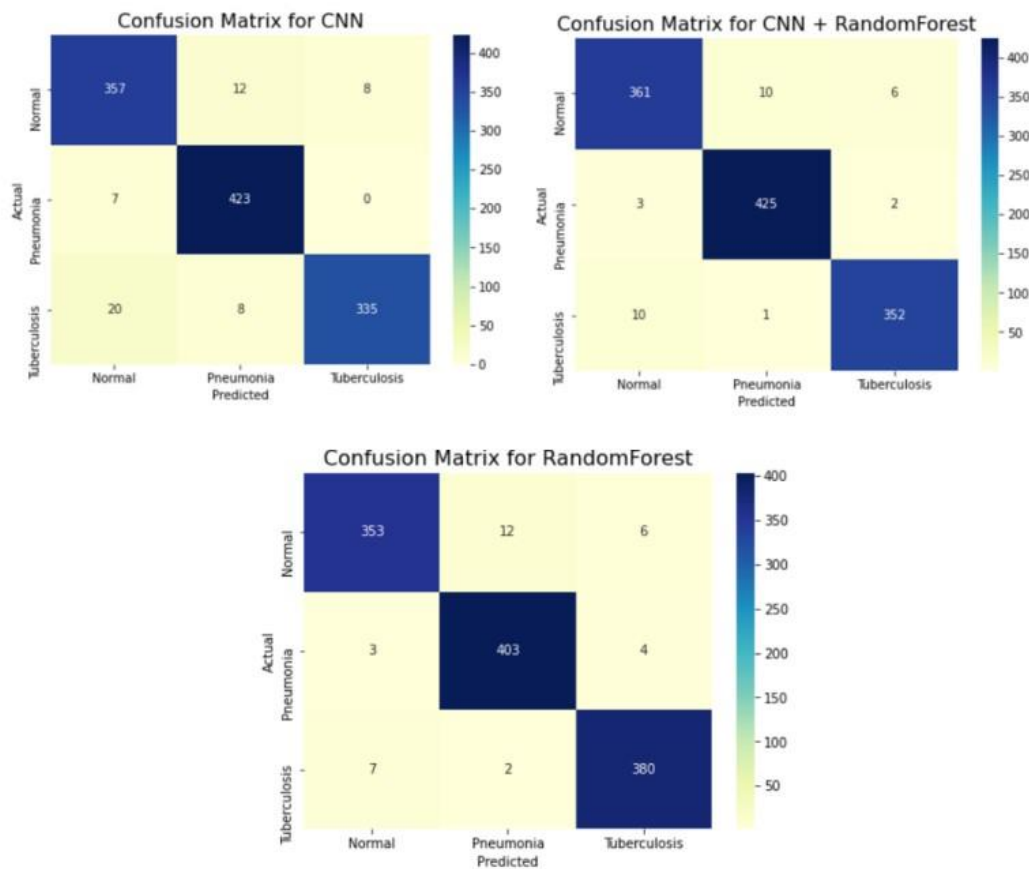 Confusion Matrix for CNN
Normal 357 12 8
Actual
Pneumonia 7 423 0
Tuberculosis 20 8 335
Normal Pneumonia Tuberculosis
Predicted
400
350
300
250
200
150
100
50
0
Confusion Matrix for CNN + RandomForest
Normal 361 10 6
Actual
Pneumonia 3 425 2
Tuberculosis 10 1 352
Normal Pneumonia Tuberculosis
Predicted
400
350
300
250
200
150
100
50
Confusion Matrix for RandomForest
Normal 353 12 6
Actual
Pneumonia 3 403 4
Tuberculosis 7 2 380
Normal Pneumonia Tuberculosis
Predicted
400
350
300
250
200
150
100
50